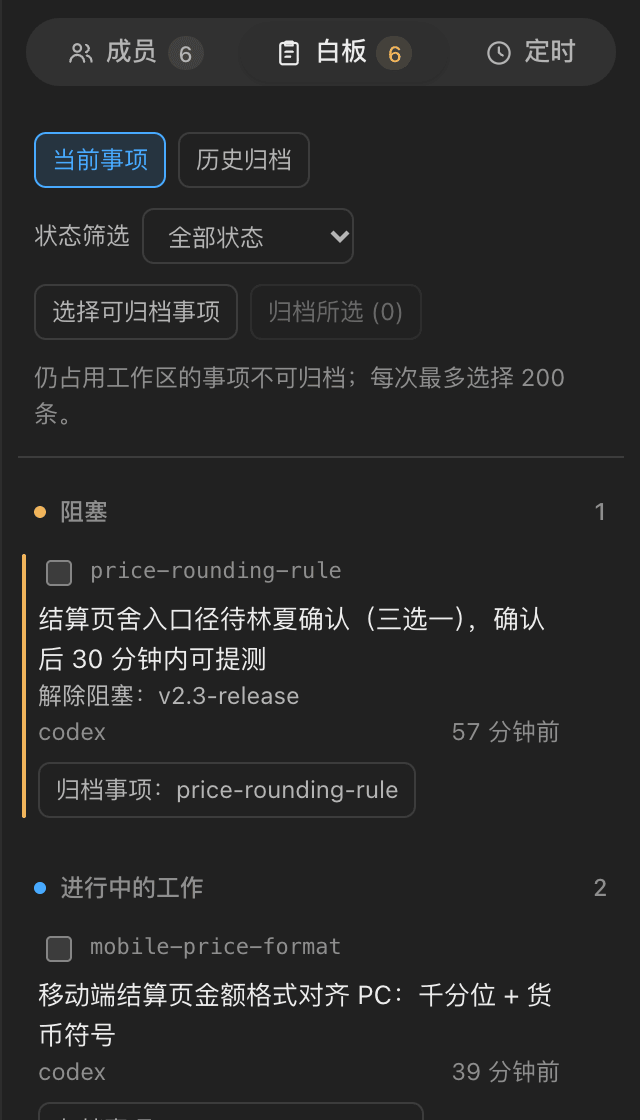 成员 6 白板 6 定时
当前事项 历史归档
状态筛选 全部状态
选择可归档事项 归档所选 (0)
仍占用工作区的事项不可归档；每次最多选择 200
条。
阻塞 1
price-rounding-rule
结算页舍入口径待林夏确认（三选一），确认
后 30 分钟内可提测
解除阻塞：v2.3-release
codex 57 分钟前
归档事项：price-rounding-rule
进行中的工作 2
mobile-price-format
移动端结算页金额格式对齐 PC：千分位 + 货
币符号
codex 39 分钟前